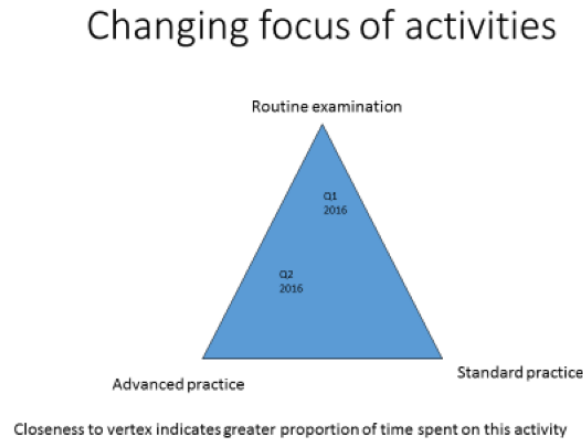 Changing focus of activities
Routine examination
Q1
2016
Q2
2016
Advanced practice
Standard practice
Closeness to vertex indicates greater proportion of time spent on this activity